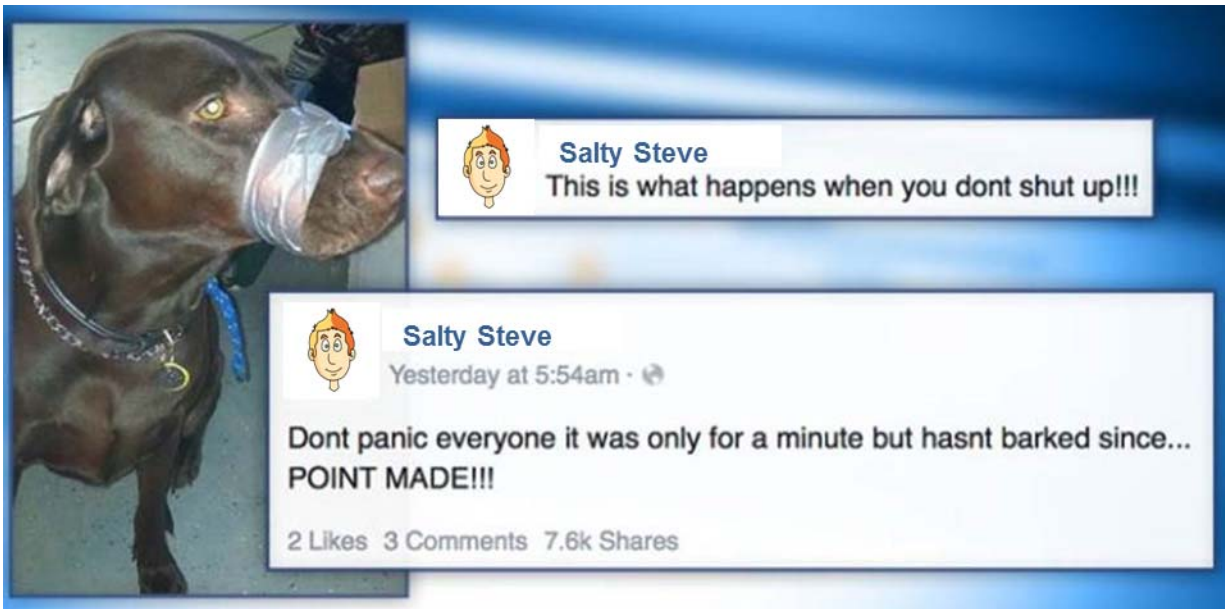 Salty Steve
This is what happens when you dont shut up!!!
Salty Steve
Yesterday at 5:54am ·
Dont panic everyone it was only for a minute but hasnt barked since...
POINT MADE!!!
2 Likes 3 Comments 7.6k Shares